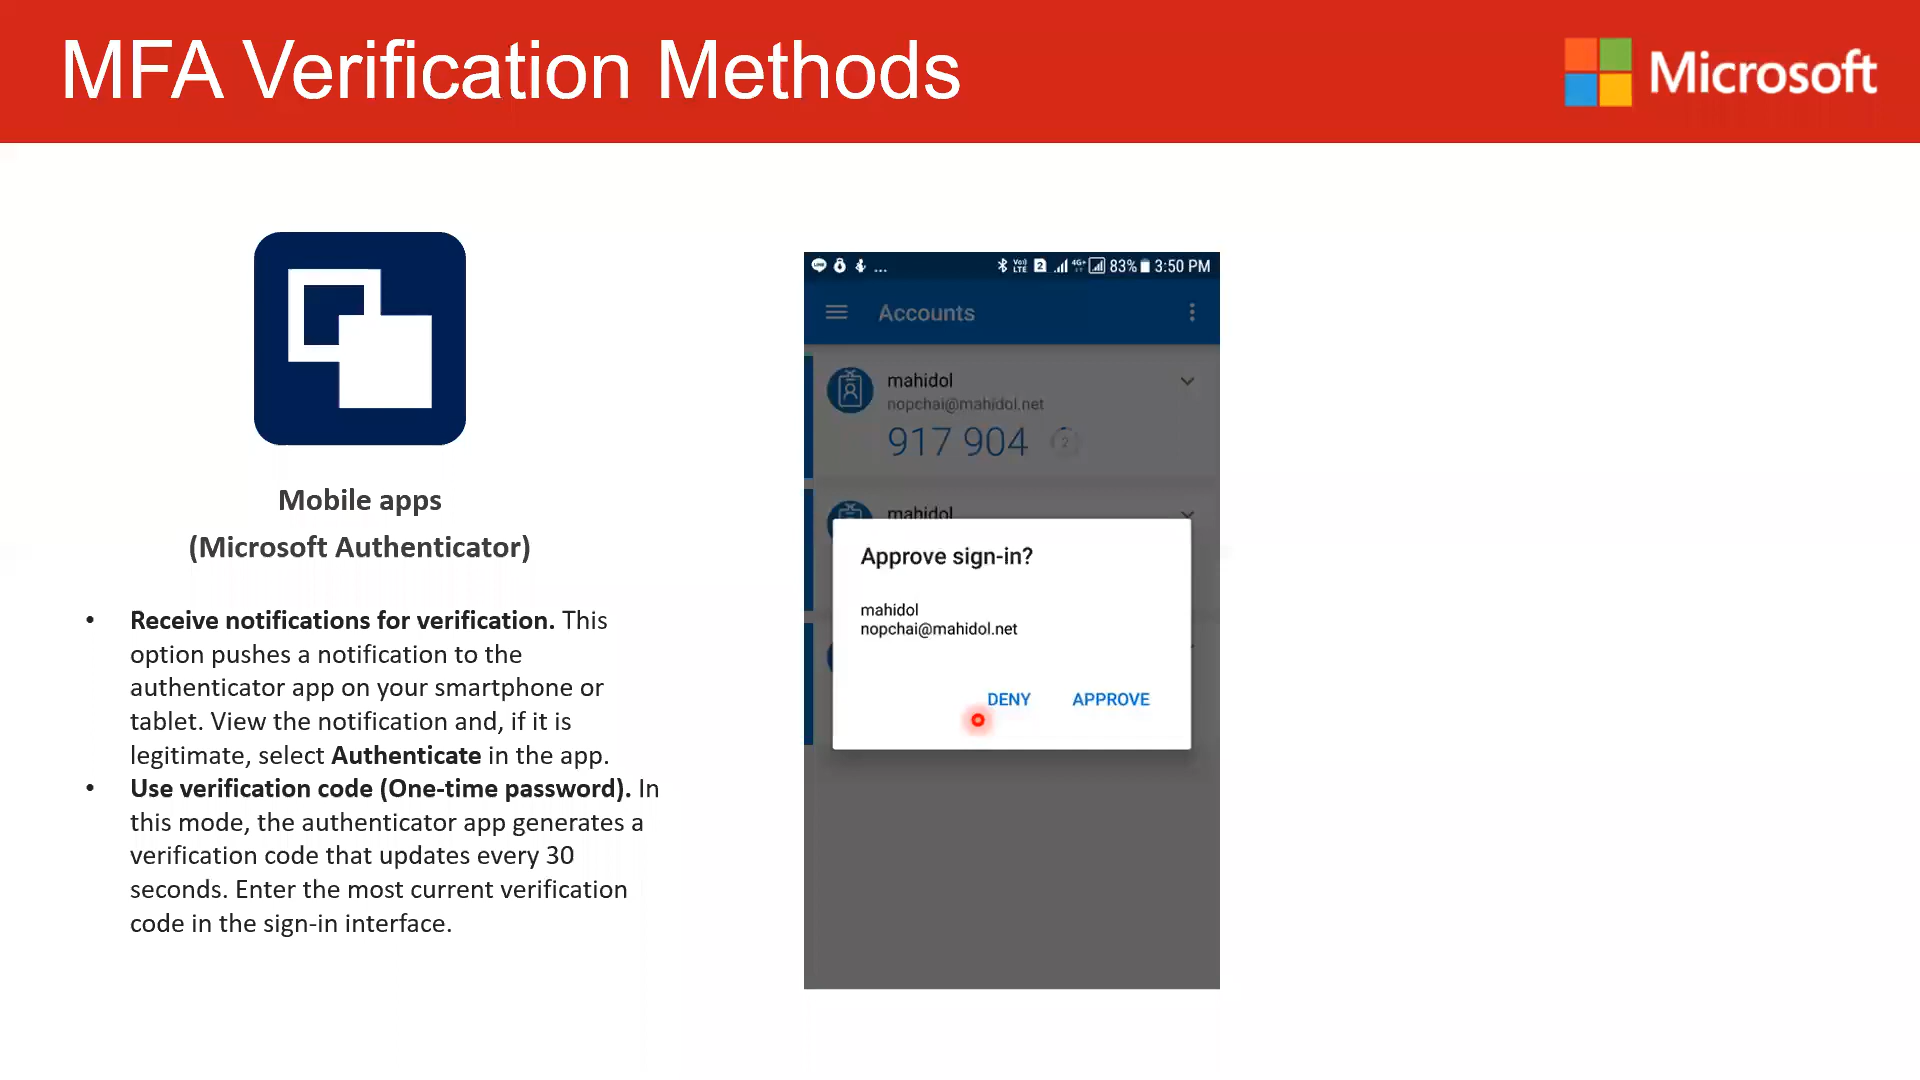 MFA Verification Methods
Microsoft
Mobile apps
(Microsoft Authenticator)
• Receive notifications for verification. This
option pushes a notification to the
authenticator app on your smartphone or
tablet. View the notification and, if it is
legitimate, select Authenticate in the app.
• Use verification code (One-time password). In
this mode, the authenticator app generates a
verification code that updates every 30
seconds. Enter the most current verification
code in the sign-in interface.
... 83% 3:50 PM
Accounts
mahidol
nopchai@mahidol.net
917 904 2
mahidol
Approve sign-in?
mahidol
nopchai@mahidol.net
DENY APPROVE